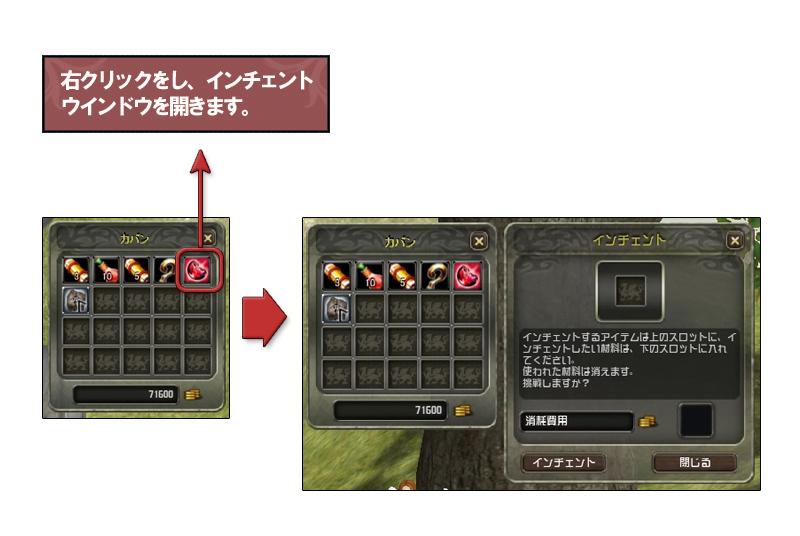 右クリックをし、インチェント
ウインドウを開きます。
カバン
3
10
5
71600
カバン
3
10
5
71600
インチェント
インチェントするアイテムは上のスロットに、イ
ンチェントしたい材料は、下のスロットに入れ
てください。
使われた材料は消えます。
挑戦しますか？
消耗費用
インチェント
閉じる